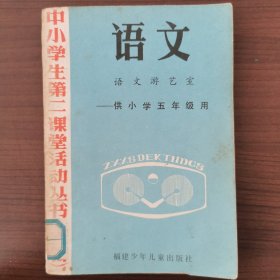 中小学生第二课堂活动丛书
语文
语文游艺室
——供小学五年级用
ZXXSDEKTHDCS
福建少年儿童出版社